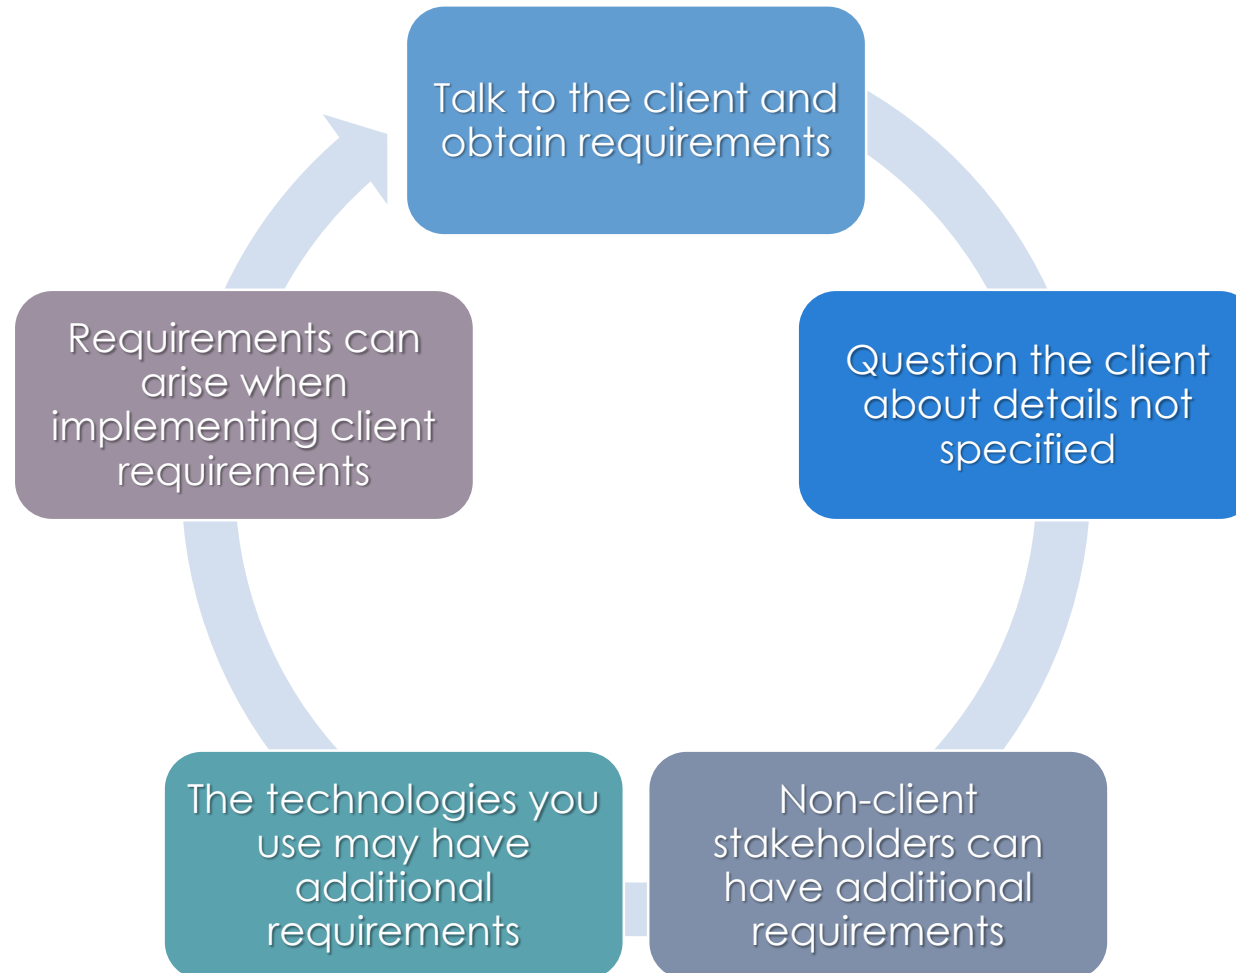 Talk to the client and
obtain requirements
Question the client
about details not
specified
Non-client
stakeholders can
have additional
requirements
The technologies you
use may have
additional
requirements
Requirements can
arise when
implementing client
requirements